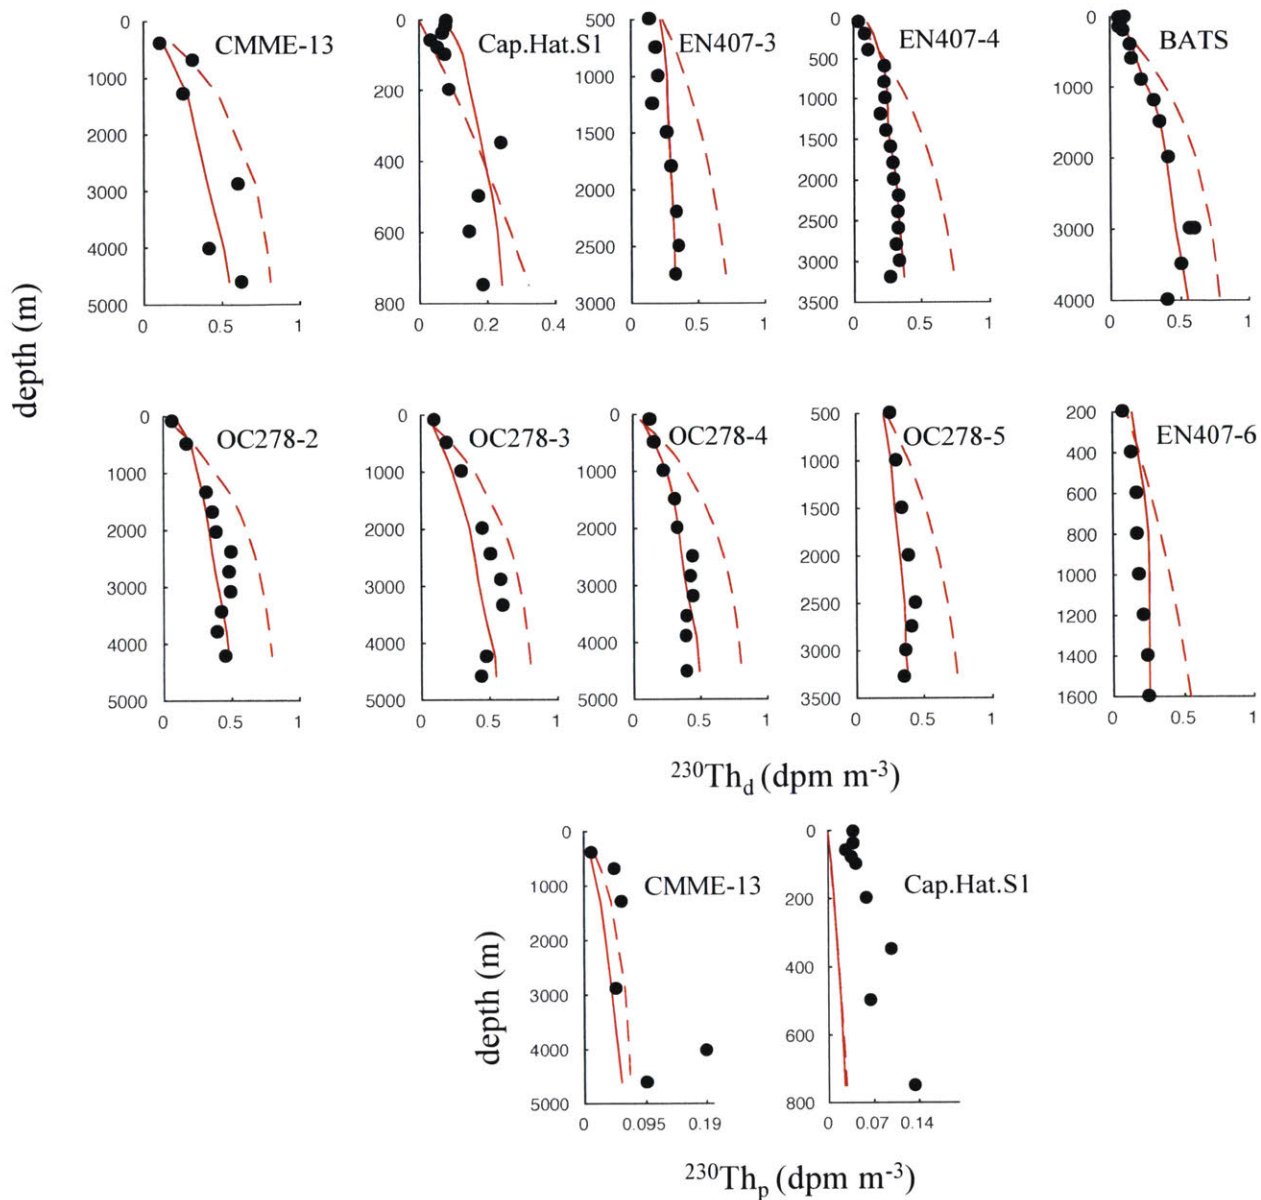 CMME-13
Cap.Hat.S1
EN407-3
EN407-4
BATS
0 1000 2000 3000 4000 5000
0 0.5 1
0 200 400 600 800
0 0.2 0.4
500 1000 1500 2000 2500 3000
0 0.5 1
0 500 1000 1500 2000 2500 3000 3500
0 0.5 1
0 1000 2000 3000 4000
0 0.5 1
depth (m)
OC278-2
OC278-3
OC278-4
OC278-5
EN407-6
0 1000 2000 3000 4000 5000
0 0.5 1
0 1000 2000 3000 4000 5000
0 0.5 1
0 1000 2000 3000 4000 5000
0 0.5 1
500 1000 1500 2000 2500 3000 3500
0 0.5 1
200 400 600 800 1000 1200 1400 1600
0 0.5 1
²³⁰Th_d (dpm m⁻³)
CMME-13
Cap.Hat.S1
0 1000 2000 3000 4000 5000
0 0.095 0.19
0 200 400 600 800
0 0.07 0.14
depth (m)
²³⁰Th_p (dpm m⁻³)